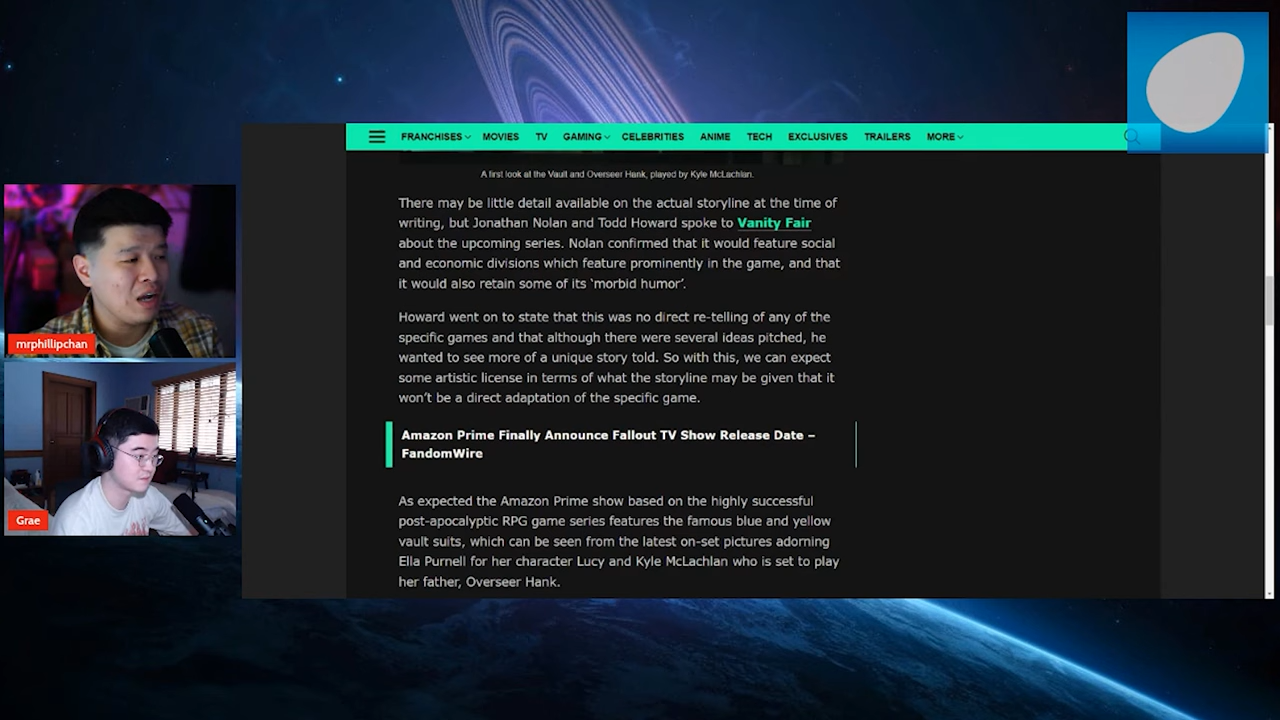 FRANCHISES MOVIES TV GAMING CELEBRITIES ANIME TECH EXCLUSIVES TRAILERS MORE
A first look at the Vault and Overseer Hank, played by Kyle McLachlan.
There may be little detail available on the actual storyline at the time of
writing, but Jonathan Nolan and Todd Howard spoke to Vanity Fair
about the upcoming series. Nolan confirmed that it would feature social
and economic divisions which feature prominently in the game, and that
it would also retain some of its ‘morbid humor’.
Howard went on to state that this was no direct re-telling of any of the
specific games and that although there were several ideas pitched, he
wanted to see more of a unique story told. So with this, we can expect
some artistic license in terms of what the storyline may be given that it
won’t be a direct adaptation of the specific game.
Amazon Prime Finally Announce Fallout TV Show Release Date –
FandomWire
As expected the Amazon Prime show based on the highly successful
post-apocalyptic RPG game series features the famous blue and yellow
vault suits, which can be seen from the latest on-set pictures adorning
Ella Purnell for her character Lucy and Kyle McLachlan who is set to play
her father, Overseer Hank.
mrphillipchan
Grae